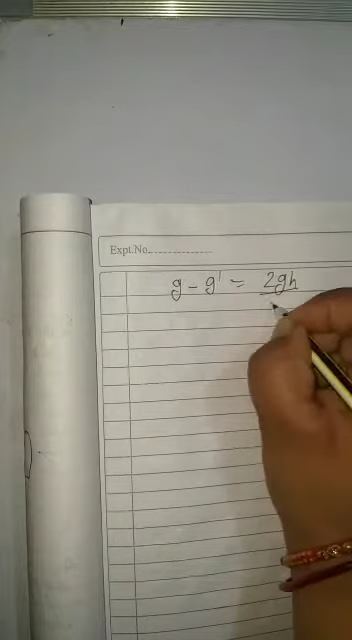 Expt.No.
g - g' = 2gh